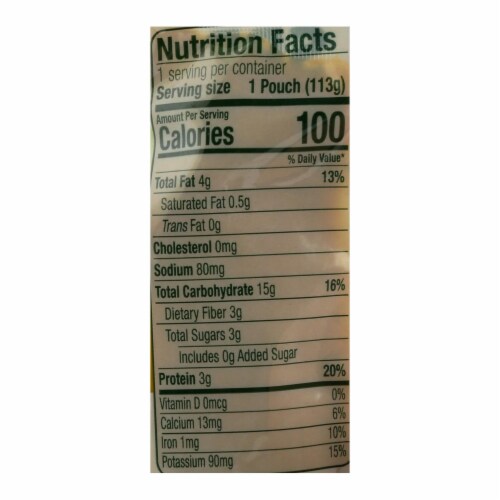 Nutrition Facts
1 serving per container
Serving size 1 Pouch (113g)
Amount Per Serving
Calories 100
% Daily Value*
Total Fat 4g 13%
Saturated Fat 0.5g
Trans Fat 0g
Cholesterol 0mg
Sodium 80mg
Total Carbohydrate 15g 16%
Dietary Fiber 3g
Total Sugars 3g
Includes 0g Added Sugar
Protein 3g 20%
Vitamin D 0mcg 0%
Calcium 13mg 6%
Iron 1mg 10%
Potassium 90mg 15%